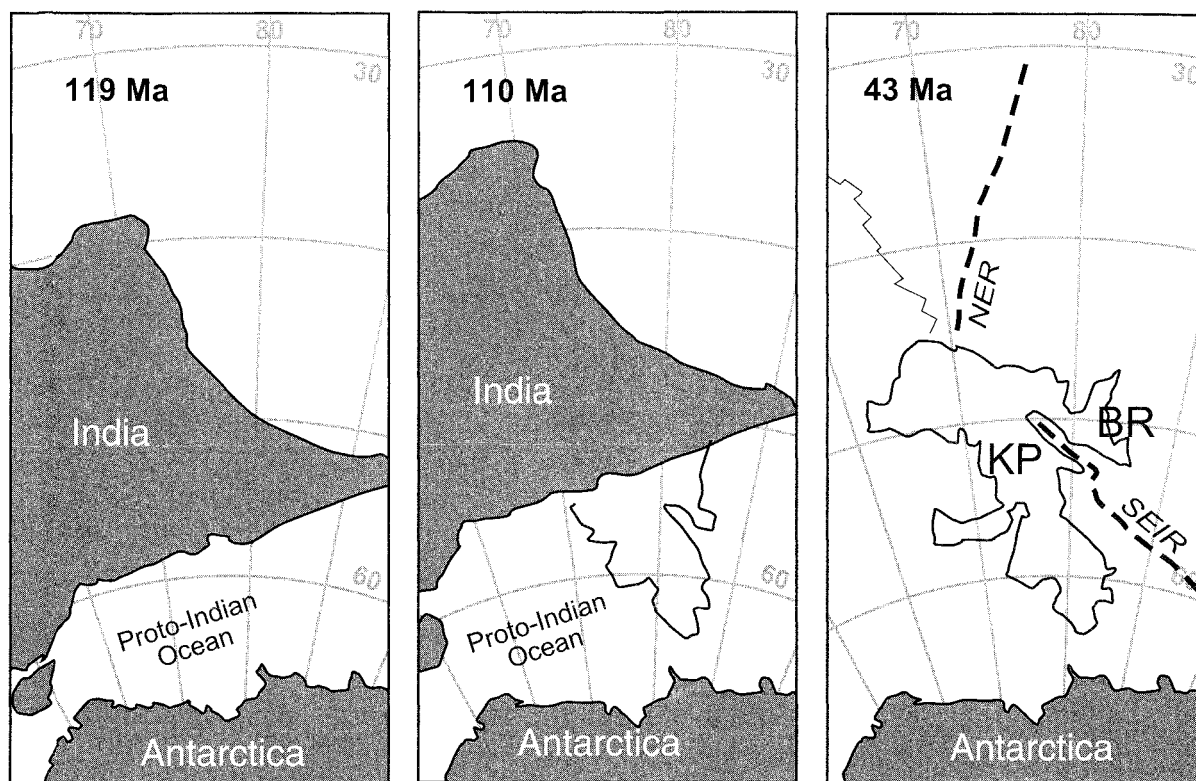 70
80
30
119 Ma
India
60
Proto-Indian
Ocean
Antarctica
70
80
30
110 Ma
India
60
Proto-Indian
Ocean
Antarctica
70
80
30
43 Ma
NER
BR
KP
SEIR
60
Antarctica